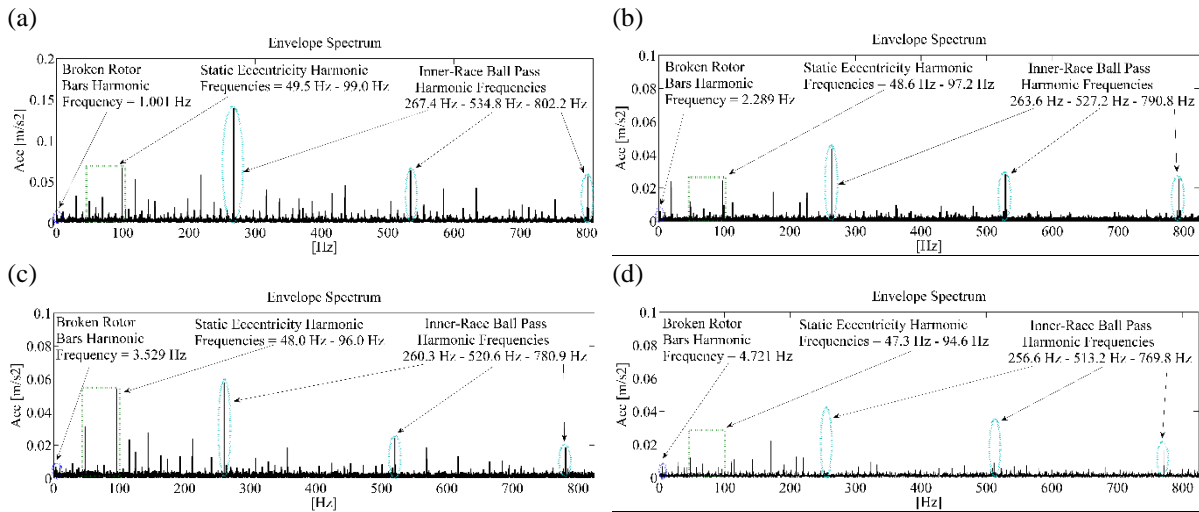 (a)
Envelope Spectrum
Broken Rotor
Bars Harmonic
Frequency = 1.001 Hz
Static Eccentricity Harmonic
Frequencies = 49.5 Hz - 99.0 Hz
Inner-Race Ball Pass
Harmonic Frequencies
267.4 Hz - 534.8 Hz - 802.2 Hz
Acc [m/s2]
0.2
0.15
0.1
0.05
0
0 100 200 300 400 500 600 700 800
[Hz]
(b)
Envelope Spectrum
Broken Rotor
Bars Harmonic
Frequency = 2.289 Hz
Static Eccentricity Harmonic
Frequencies = 48.6 Hz - 97.2 Hz
Inner-Race Ball Pass
Harmonic Frequencies
263.6 Hz - 527.2 Hz - 790.8 Hz
Acc [m/s2]
0.1
0.08
0.06
0.04
0.02
0
0 100 200 300 400 500 600 700 800
[Hz]
(c)
Envelope Spectrum
Broken Rotor
Bars Harmonic
Frequency = 3.529 Hz
Static Eccentricity Harmonic
Frequencies = 48.0 Hz - 96.0 Hz
Inner-Race Ball Pass
Harmonic Frequencies
260.3 Hz - 520.6 Hz - 780.9 Hz
Acc [m/s2]
0.1
0.08
0.06
0.04
0.02
0
0 100 200 300 400 500 600 700 800
[Hz]
(d)
Envelope Spectrum
Broken Rotor
Bars Harmonic
Frequency = 4.721 Hz
Static Eccentricity Harmonic
Frequencies = 47.3 Hz - 94.6 Hz
Inner-Race Ball Pass
Harmonic Frequencies
256.6 Hz - 513.2 Hz - 769.8 Hz
Acc [m/s2]
0.1
0.08
0.06
0.04
0.02
0
0 100 200 300 400 500 600 700 800
[Hz]